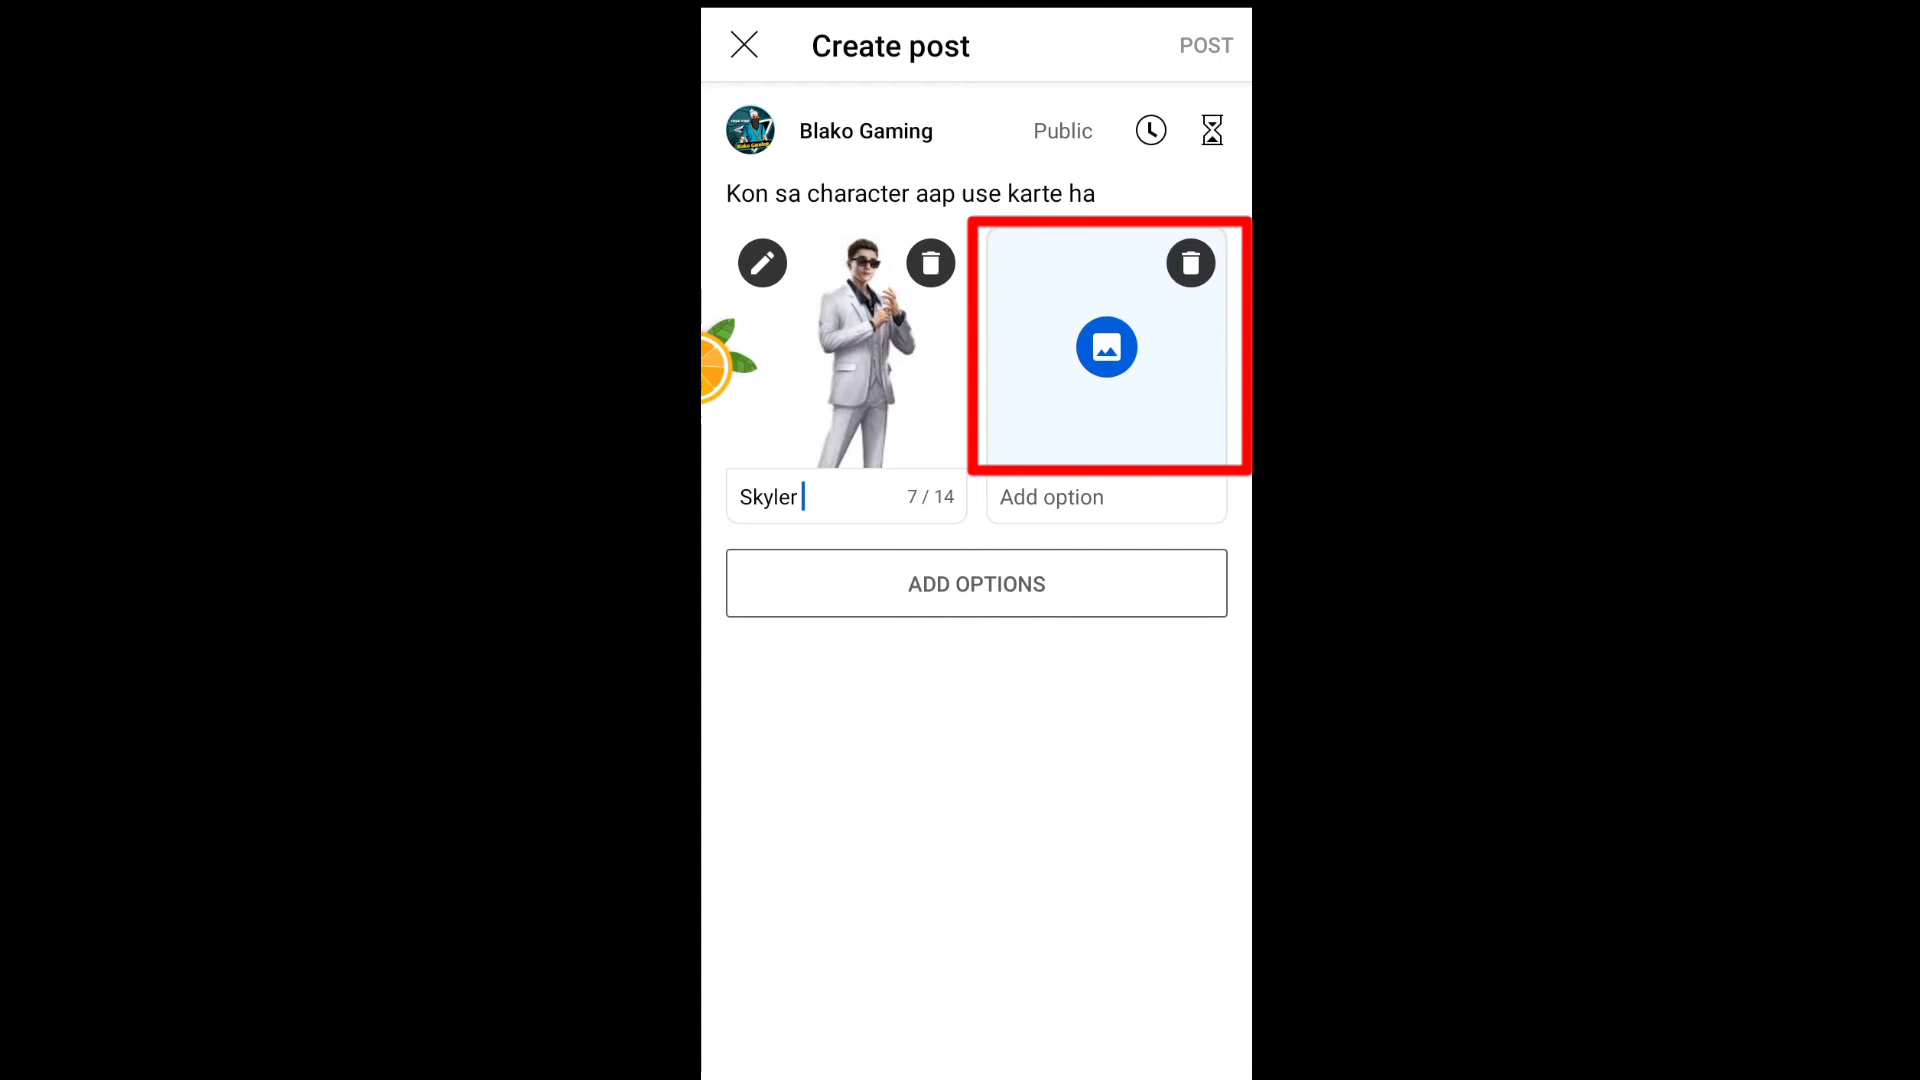 Create post
POST
Blako Gaming
Public
Kon sa character aap use karte ha
Skyler
7 / 14
Add option
ADD OPTIONS